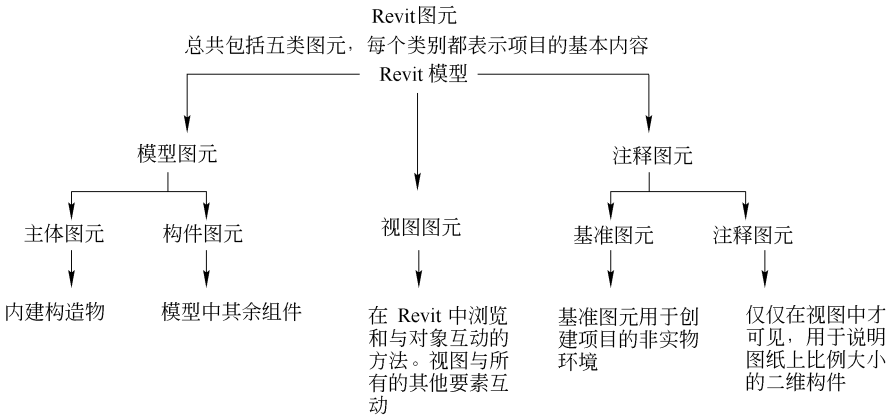 Revit图元
总共包括五类图元，每个类别都表示项目的基本内容
Revit 模型
模型图元
注释图元
主体图元
构件图元
视图图元
基准图元
注释图元
内建构造物
模型中其余组件
在 Revit 中浏览
和与对象互动的
方法。视图与所
有的其他要素互
动
基准图元用于创
建项目的非实物
环境
仅仅在视图中才
可见，用于说明
图纸上比例大小
的二维构件